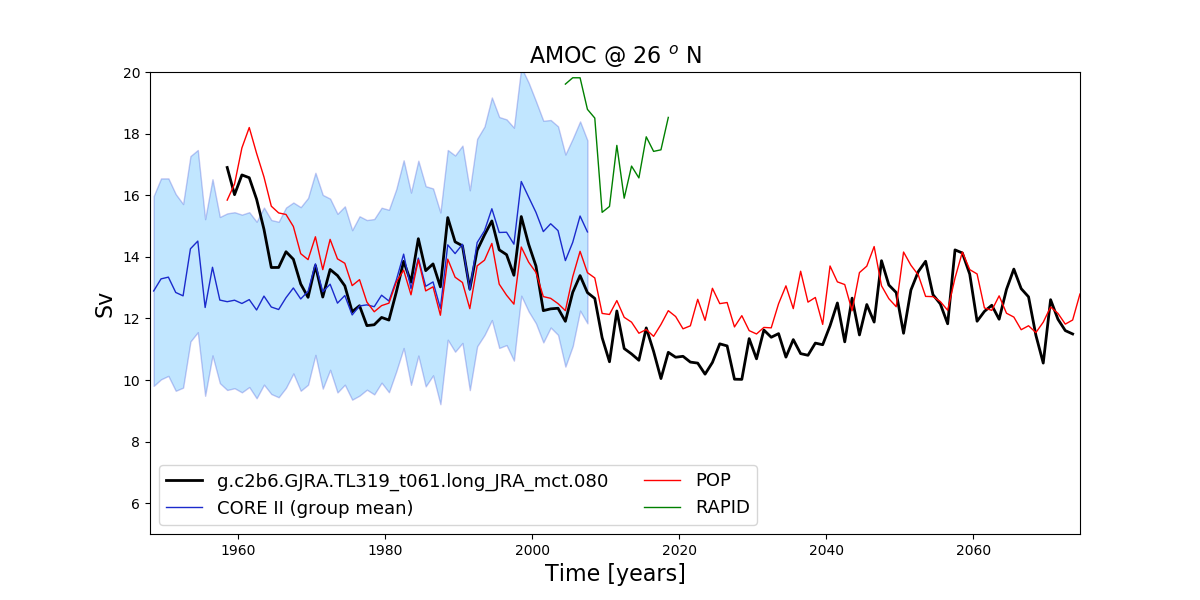 AMOC @ 26 ° N
20
18
16
14
12
10
8
6
Sv
g.c2b6.GJRA.TL319_t061.long_JRA_mct.080
CORE II (group mean)
POP
RAPID
1960
1980
2000
2020
2040
2060
Time [years]